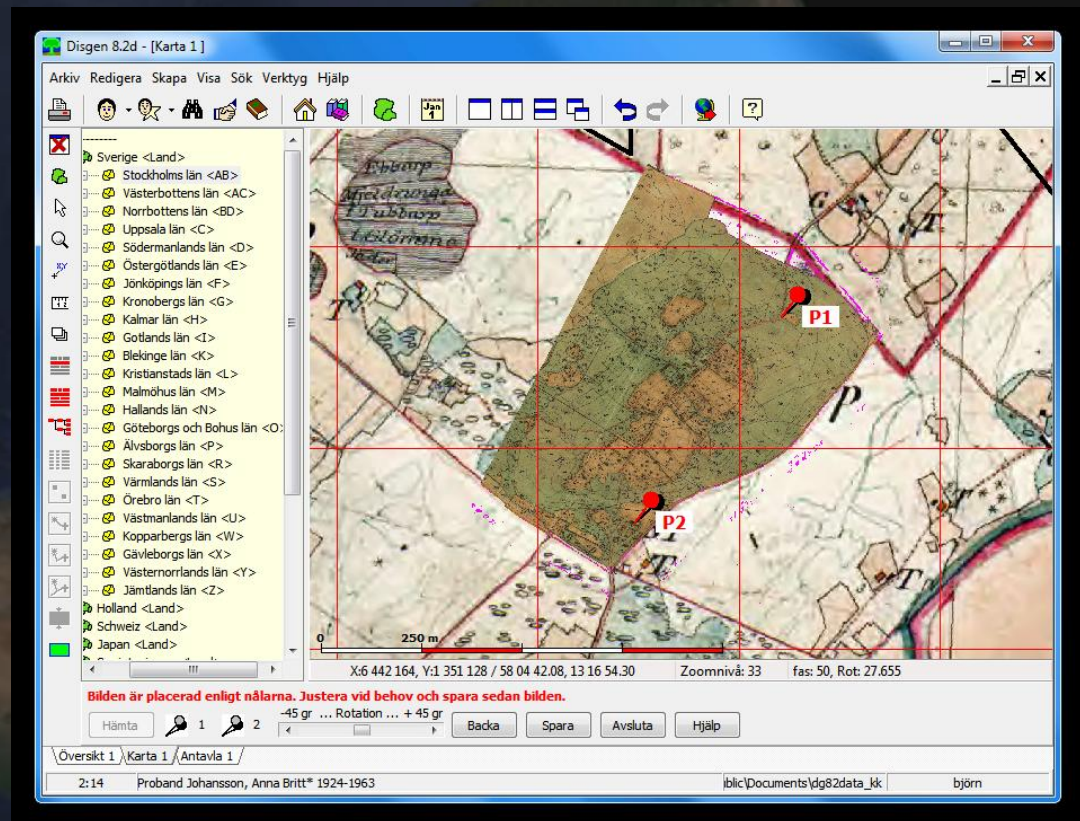 Disgen 8.2d - [Karta 1 ]
Arkiv Redigera Skapa Visa Sök Verktyg Hjälp
Jan
1
--------
Sverige <Land>
Stockholms län <AB>
Västerbottens län <AC>
Norrbottens län <BD>
Uppsala län <C>
Södermanlands län <D>
Östergötlands län <E>
Jönköpings län <F>
Kronobergs län <G>
Kalmar län <H>
Gotlands län <I>
Blekinge län <K>
Kristianstads län <L>
Malmöhus län <M>
Hallands län <N>
Göteborgs och Bohus län <O>
Älvsborgs län <P>
Skaraborgs län <R>
Värmlands län <S>
Örebro län <T>
Västmanlands län <U>
Kopparbergs län <W>
Gävleborgs län <X>
Västernorrlands län <Y>
Jämtlands län <Z>
Holland <Land>
Schweiz <Land>
Japan <Land>
Ebbarp
G
T
T
P1
p
P2
T
T
0 250 m
X:6 442 164, Y:1 351 128 / 58 04 42.08, 13 16 54.30 Zoomnivå: 33 fas: 50, Rot: 27.655
Bilden är placerad enligt nålarna. Justera vid behov och spara sedan bilden.
Hämta 1 2 -45 gr ... Rotation ... + 45 gr Backa Spara Avsluta Hjälp
Översikt 1 Karta 1 Antavla 1
2:14 Proband Johansson, Anna Britt* 1924-1963 iblic\Documents\dg82data_kk björn